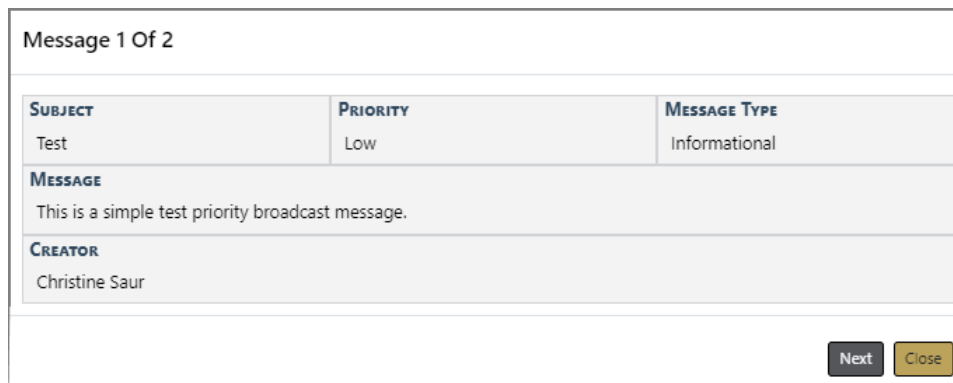 Message 1 Of 2
Subject Priority Message Type
Test Low Informational
Message
This is a simple test priority broadcast message.
Creator
Christine Saur
Next Close